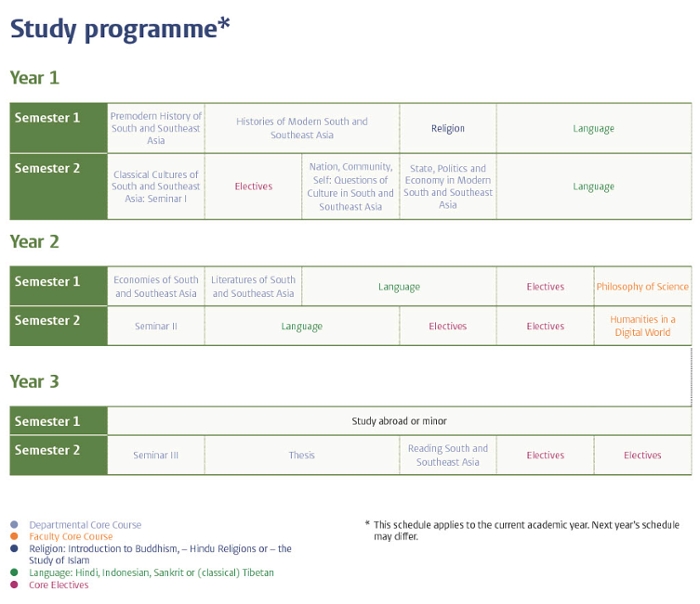 Study programme*
Year 1
Semester 1
Premodern History of
South and Southeast
Asia
Histories of Modern South and
Southeast Asia
Religion
Language
Semester 2
Classical Cultures of
South and Southeast
Asia: Seminar I
Electives
Nation, Community,
Self: Questions of
Culture in South and
Southeast Asia
State, Politics and
Economy in Modern
South and Southeast
Asia
Language
Year 2
Semester 1
Economies of South
and Southeast Asia
Literatures of South
and Southeast Asia
Language
Electives
Philosophy of Science
Semester 2
Seminar II
Language
Electives
Electives
Humanities in a
Digital World
Year 3
Semester 1
Study abroad or minor
Semester 2
Seminar III
Thesis
Reading South and
Southeast Asia
Electives
Electives
Departmental Core Course
Faculty Core Course
Religion: Introduction to Buddhism, – Hindu Religions or – the
Study of Islam
Language: Hindi, Indonesian, Sankrit or (classical) Tibetan
Core Electives
* This schedule applies to the current academic year. Next year's schedule
may differ.